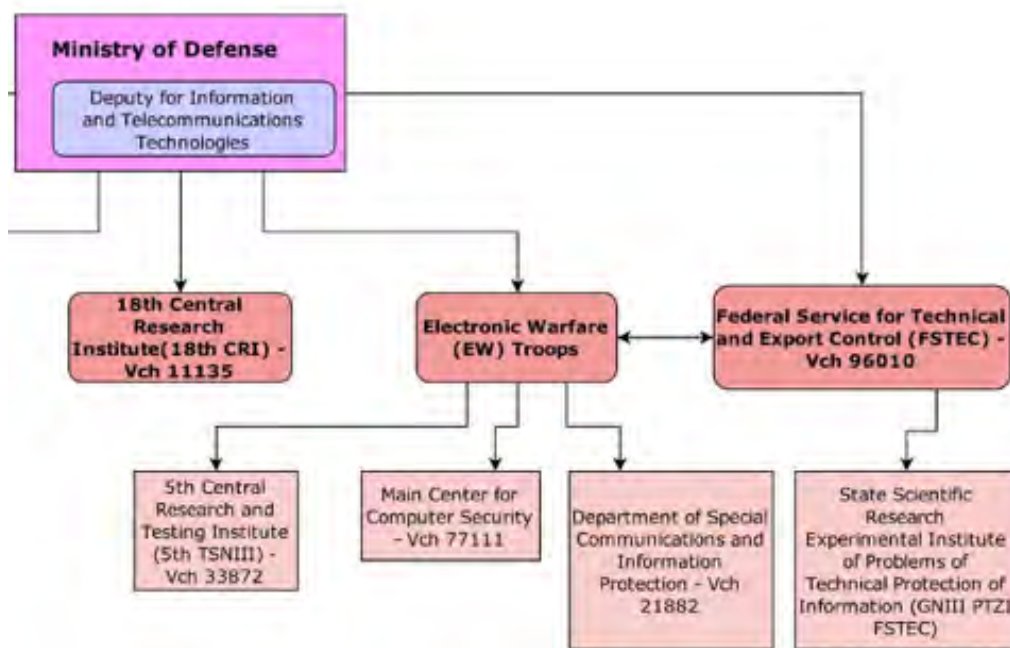 Ministry of Defense
Deputy for Information
and Telecommunications
Technologies
18th Central
Research
Institute(18th CRI) -
Vch 11135
Electronic Warfare
(EW) Troops
Federal Service for Technical
and Export Control (FSTEC) -
Vch 96010
5th Central
Research and
Testing Institute
(5th TSNIII) -
Vch 33872
Main Center for
Computer Security
- Vch 77111
Department of Special
Communications and
Information
Protection - Vch
21882
State Scientific
Research
Experimental Institute
of Problems of
Technical Protection of
Information (GNIII PTZI
FSTEC)